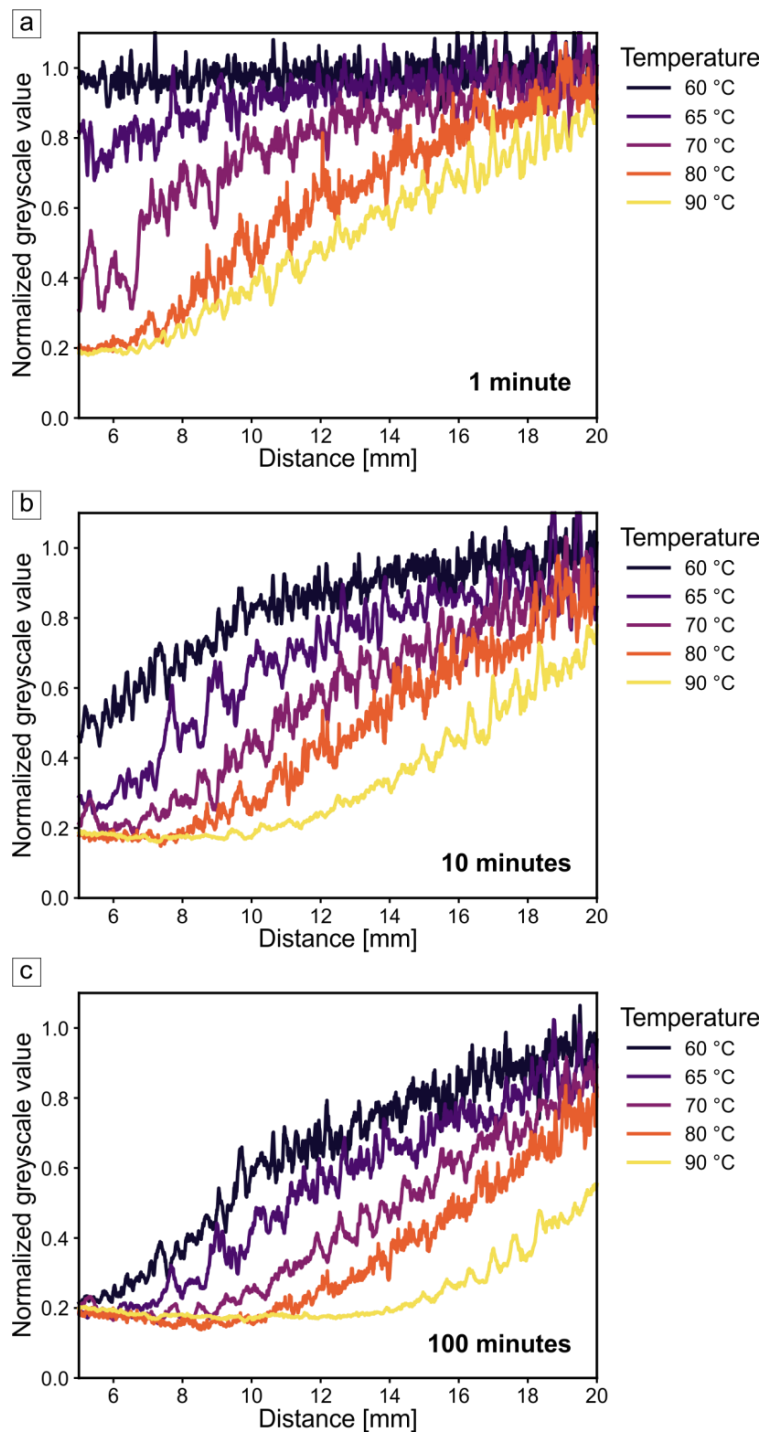 a
Normalized greyscale value
1.0
0.8
0.6
0.4
0.2
0.0
6 8 10 12 14 16 18 20
Distance [mm]
1 minute
Temperature
60 °C
65 °C
70 °C
80 °C
90 °C
b
Normalized greyscale value
1.0
0.8
0.6
0.4
0.2
0.0
6 8 10 12 14 16 18 20
Distance [mm]
10 minutes
Temperature
60 °C
65 °C
70 °C
80 °C
90 °C
c
Normalized greyscale value
1.0
0.8
0.6
0.4
0.2
0.0
6 8 10 12 14 16 18 20
Distance [mm]
100 minutes
Temperature
60 °C
65 °C
70 °C
80 °C
90 °C